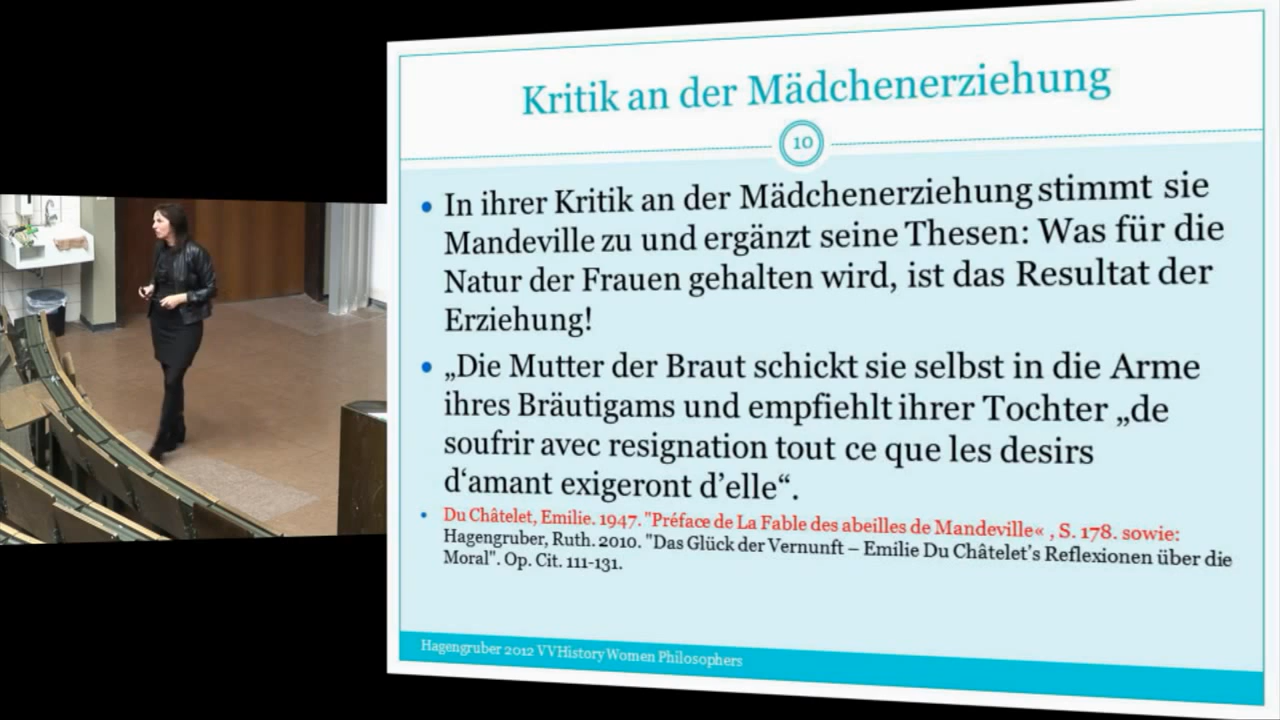 Kritik an der Mädchenerziehung
10
• In ihrer Kritik an der Mädchenerziehung stimmt sie
Mandeville zu und ergänzt seine Thesen: Was für die
Natur der Frauen gehalten wird, ist das Resultat der
Erziehung!
• „Die Mutter der Braut schickt sie selbst in die Arme
ihres Bräutigams und empfiehlt ihrer Tochter „de
soufrir avec resignation tout ce que les desirs
d‘amant exigeront d’elle“.
• Du Châtelet, Emilie. 1947. "Préface de La Fable des abeilles de Mandeville« , S. 178. sowie:
Hagengruber, Ruth. 2010. "Das Glück der Vernunft – Emilie Du Châtelet’s Reflexionen über die
Moral". Op. Cit. 111-131.
Hagengruber 2012 VVHistory Women Philosophers